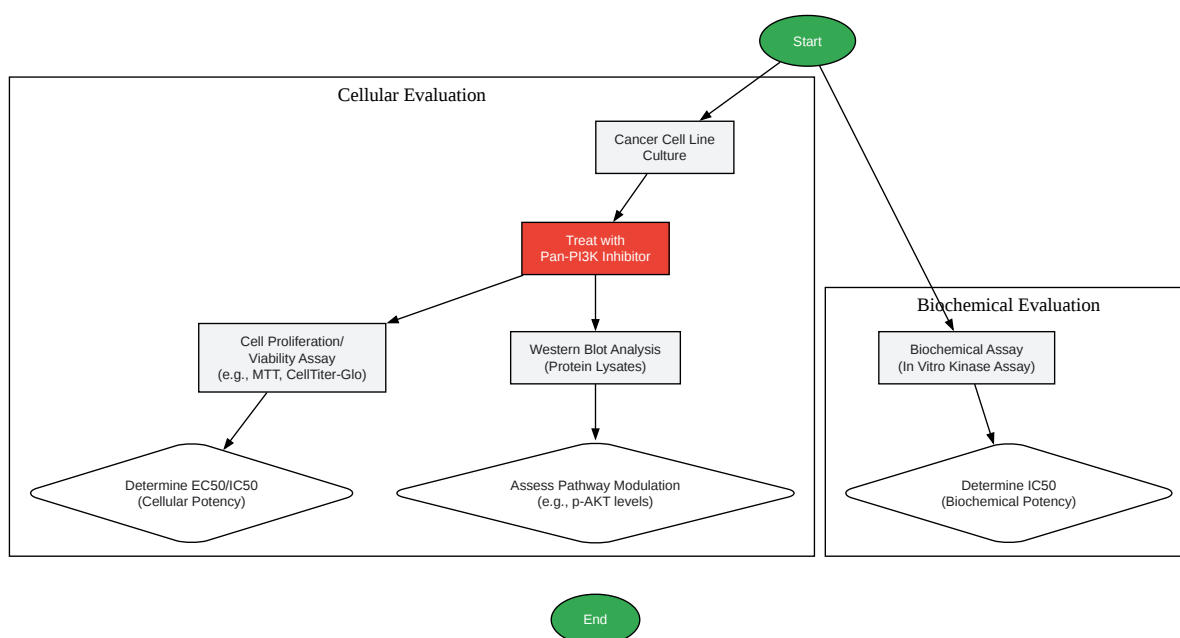 Start
Cellular Evaluation
Cancer Cell Line
Culture
Treat with
Pan-PI3K Inhibitor
Biochemical Evaluation
Cell Proliferation/
Viability Assay
(e.g., MTT, CellTiter-Glo)
Western Blot Analysis
(Protein Lysates)
Biochemical Assay
(In Vitro Kinase Assay)
Determine EC50/IC50
(Cellular Potency)
Assess Pathway Modulation
(e.g., p-AKT levels)
Determine IC50
(Biochemical Potency)
End